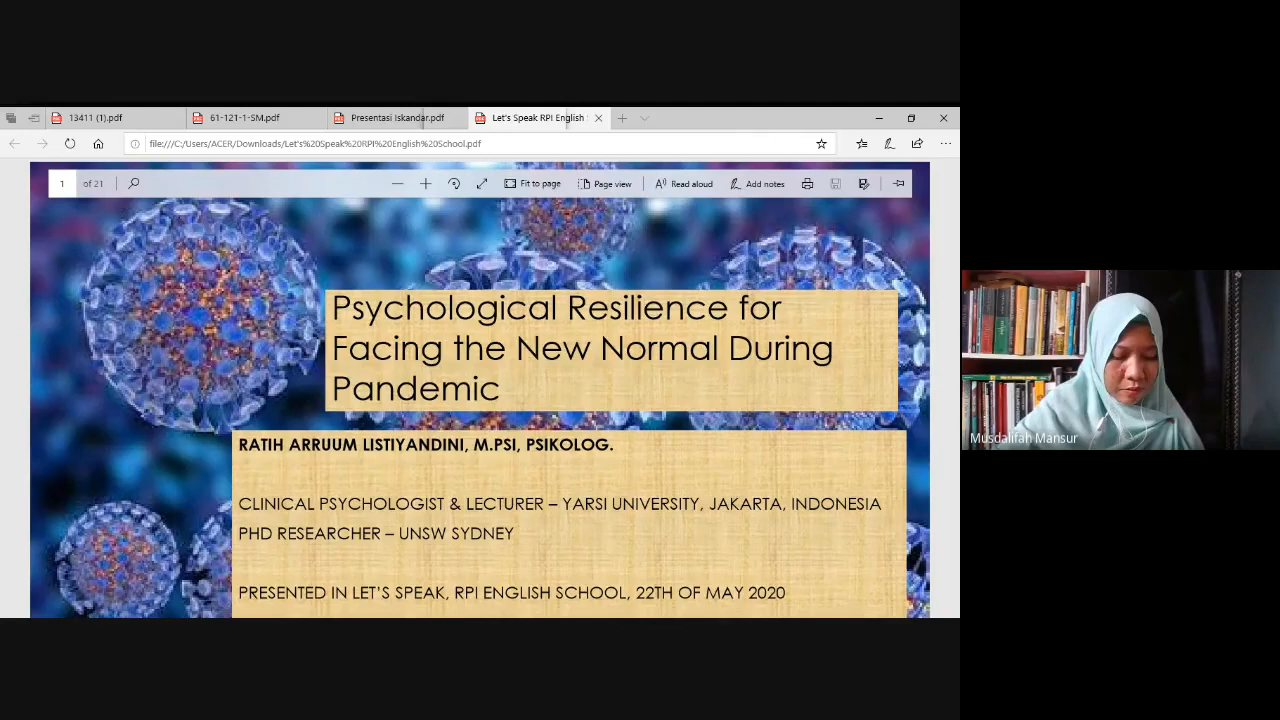 13411 (1).pdf
61-121-1-SM.pdf
Presentasi Iskandar.pdf
Let's Speak RPI English
file:///C:/Users/ACER/Downloads/Let's%20Speak%20RPI%20English%20School.pdf
1 of 21
Fit to page
Page view
Read aloud
Add notes
Psychological Resilience for
Facing the New Normal During
Pandemic
RATIH ARRUUM LISTIYANDINI, M.PSI, PSIKOLOG.
CLINICAL PSYCHOLOGIST & LECTURER – YARSI UNIVERSITY, JAKARTA, INDONESIA
PHD RESEARCHER – UNSW SYDNEY
PRESENTED IN LET'S SPEAK, RPI ENGLISH SCHOOL, 22TH OF MAY 2020
Musdalifah Mansur